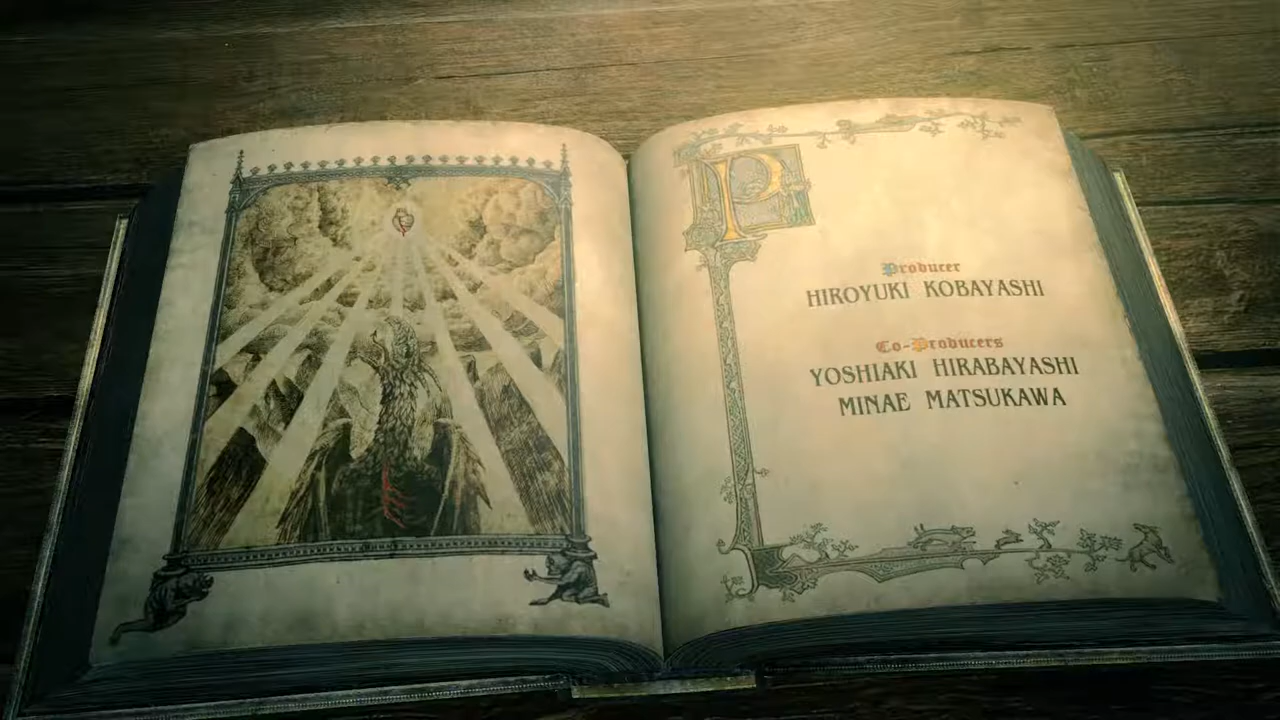 P
Producer
HIROYUKI KOBAYASHI
Co-Producers
YOSHIAKI HIRABAYASHI
MINAE MATSUKAWA